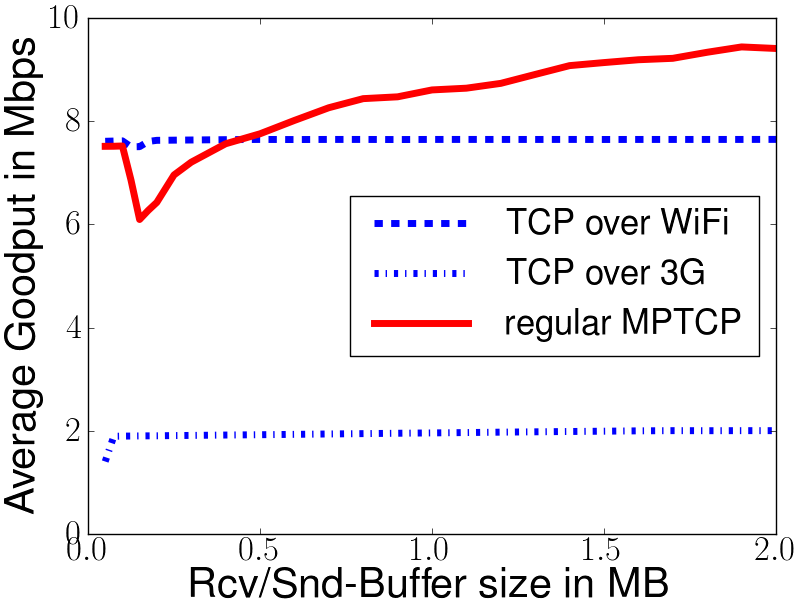 Average Goodput in Mbps
10
8
6
4
2
0
0.0 0.5 1.0 1.5 2.0
Rcv/Snd-Buffer size in MB
TCP over WiFi
TCP over 3G
regular MPTCP